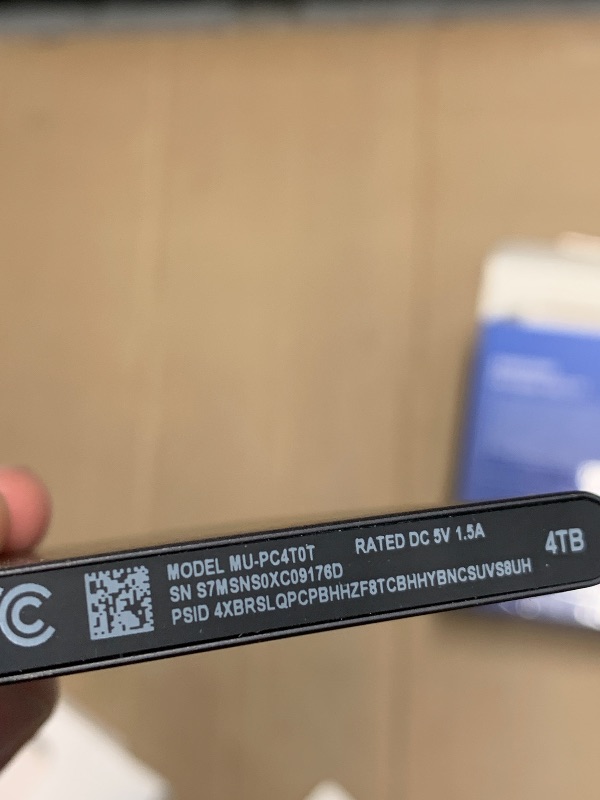 MODEL MU-PC4T0T
RATED DC 5V 1.5A
4TB
SN S7MSNS0XC09176D
PSID 4XBRSLQPCPBHHZF8TCBHHYBNCSUVS8UH